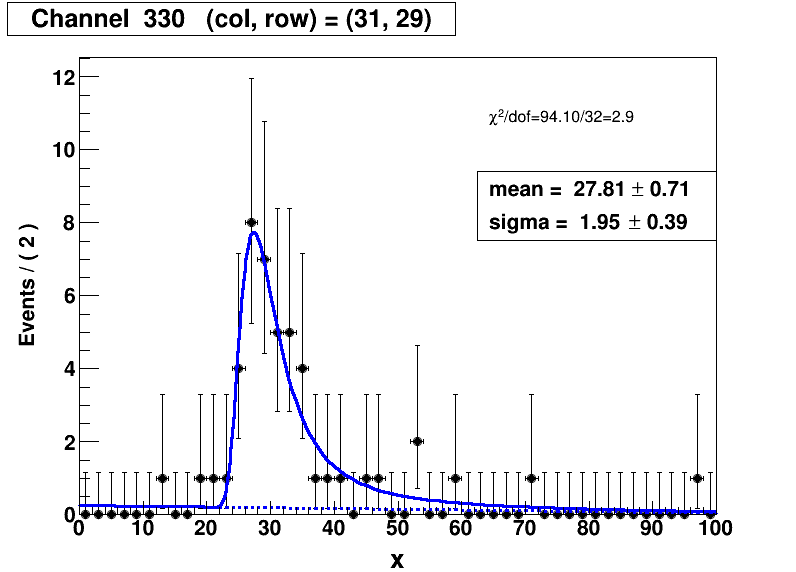 Channel  330   (col, row) = (31, 29)
χ²/dof=94.10/32=2.9
mean =  27.81 ± 0.71
sigma =  1.95 ± 0.39
Events / ( 2 )
12
10
8
6
4
2
0
0 10 20 30 40 50 60 70 80 90 100
x